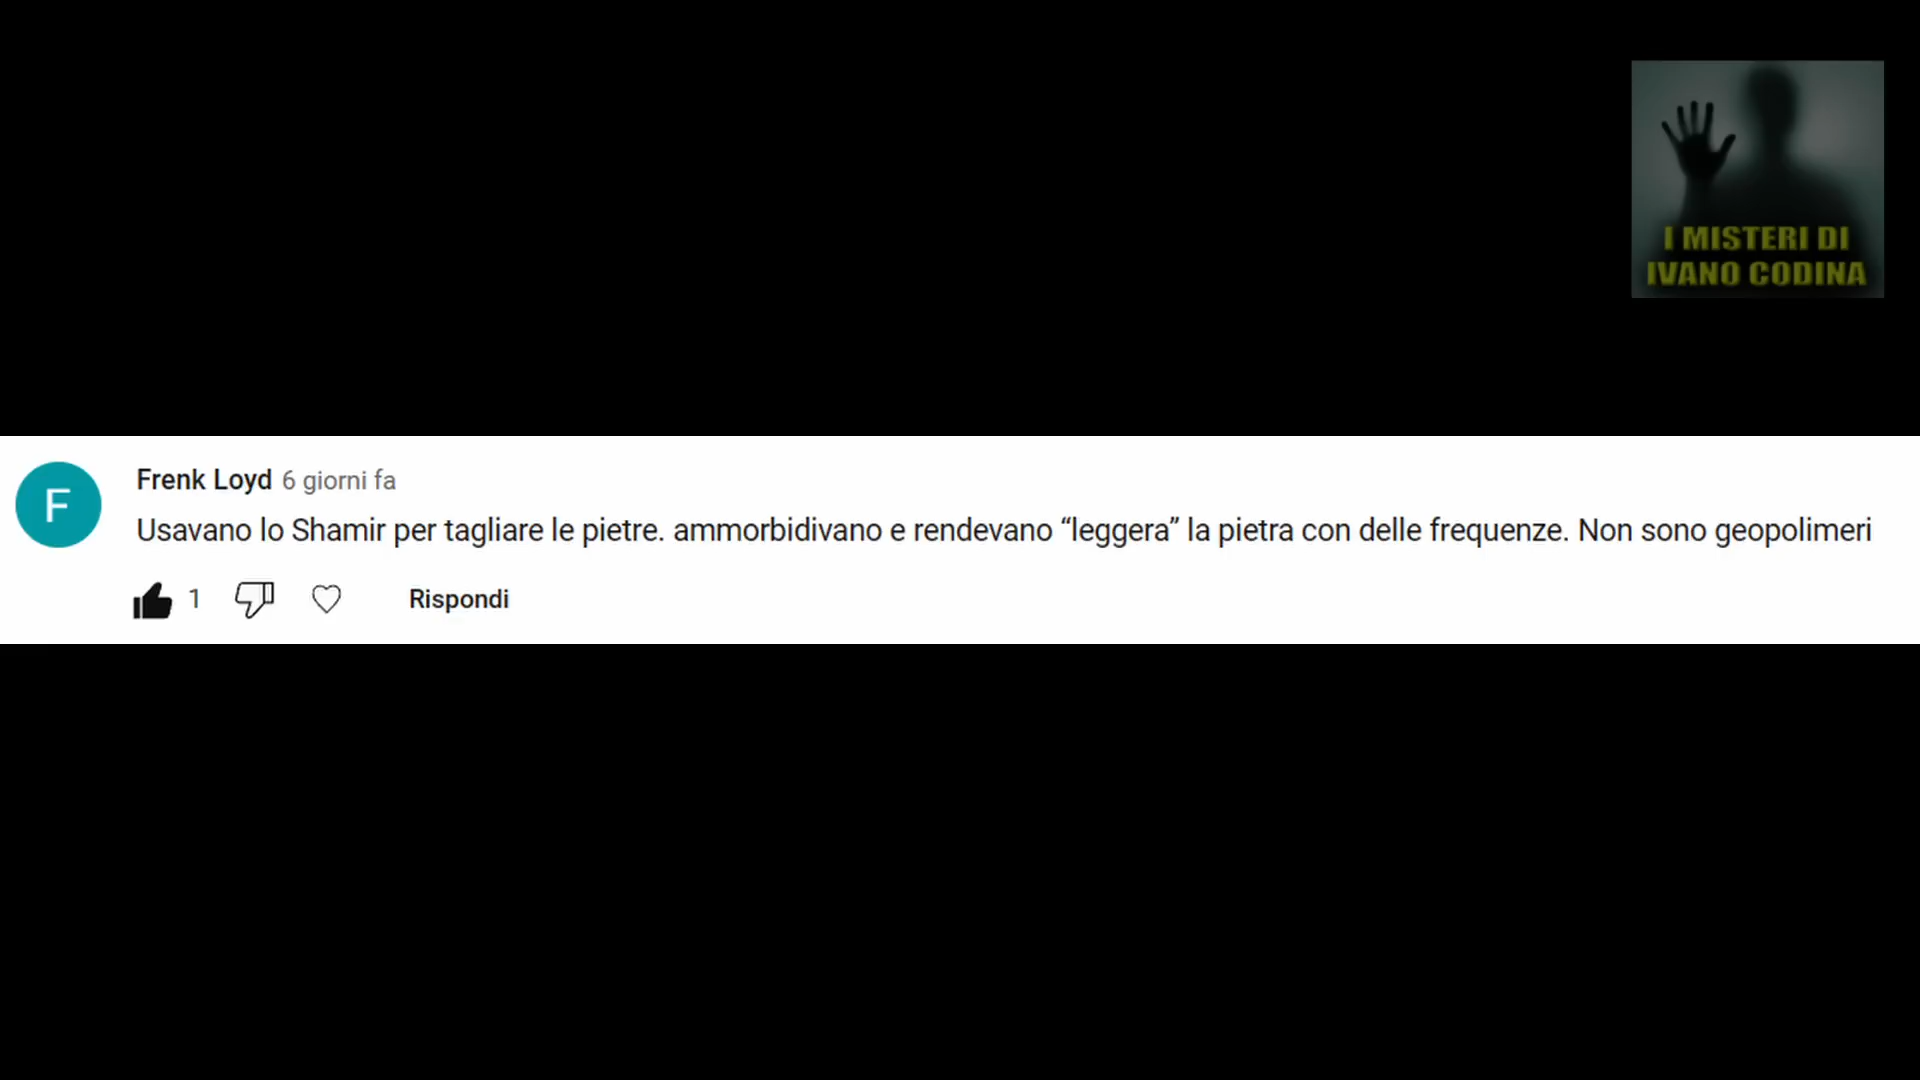 I MISTERI DI
IVANO CODINA
F
Frenk Loyd 6 giorni fa
Usavano lo Shamir per tagliare le pietre. ammorbidivano e rendevano “leggera” la pietra con delle frequenze. Non sono geopolimeri
1 Rispondi